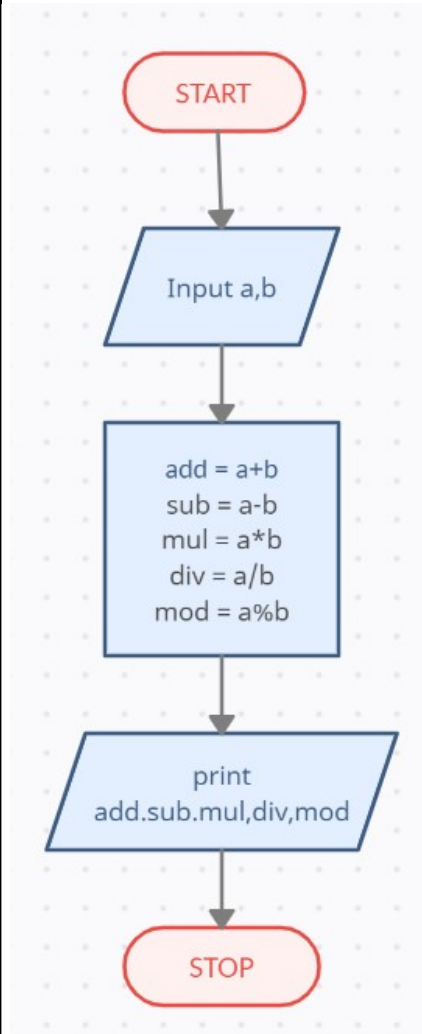 START
Input a,b
add = a+b
sub = a-b
mul = a*b
div = a/b
mod = a%b
print
add.sub.mul,div,mod
STOP